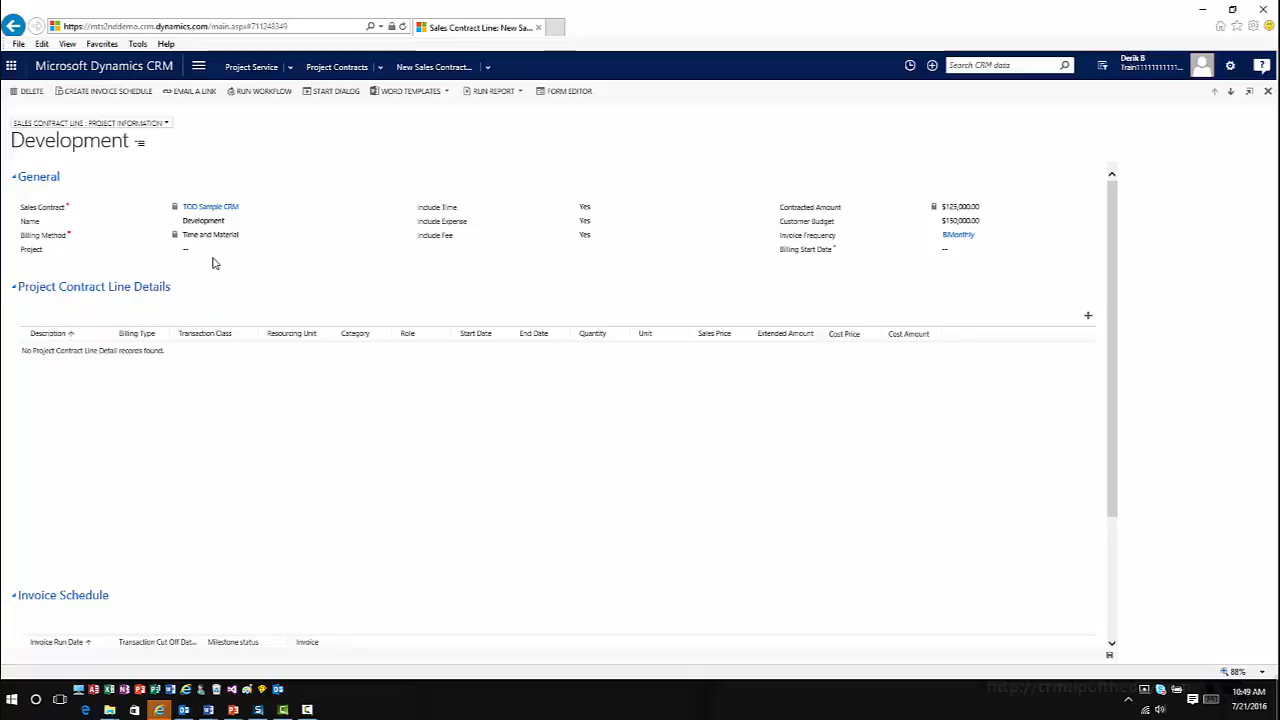 https://mts2nddemo.crm.dynamics.com/main.aspx#711248349
Sales Contract Line: New Sa...
File Edit View Favorites Tools Help
Microsoft Dynamics CRM Project Service Project Contracts New Sales Contract... Search CRM data
Derik B
Train11111111111...
DELETE CREATE INVOICE SCHEDULE EMAIL A LINK RUN WORKFLOW START DIALOG WORD TEMPLATES RUN REPORT FORM EDITOR
SALES CONTRACT LINE : PROJECT INFORMATION
Development
General
Sales Contract* TOD Sample CRM Include Time Yes Contracted Amount $125,000.00
Name Development Include Expense Yes Customer Budget $150,000.00
Billing Method* Time and Material Include Fee Yes Invoice Frequency BiMonthly
Project -- Billing Start Date* --
Project Contract Line Details
Description Billing Type Transaction Class Resourcing Unit Category Role Start Date End Date Quantity Unit Sales Price Extended Amount Cost Price Cost Amount
No Project Contract Line Detail records found.
Invoice Schedule
Invoice Run Date Transaction Cut Off Dat... Milestone status Invoice
88%
10:49 AM
7/21/2016